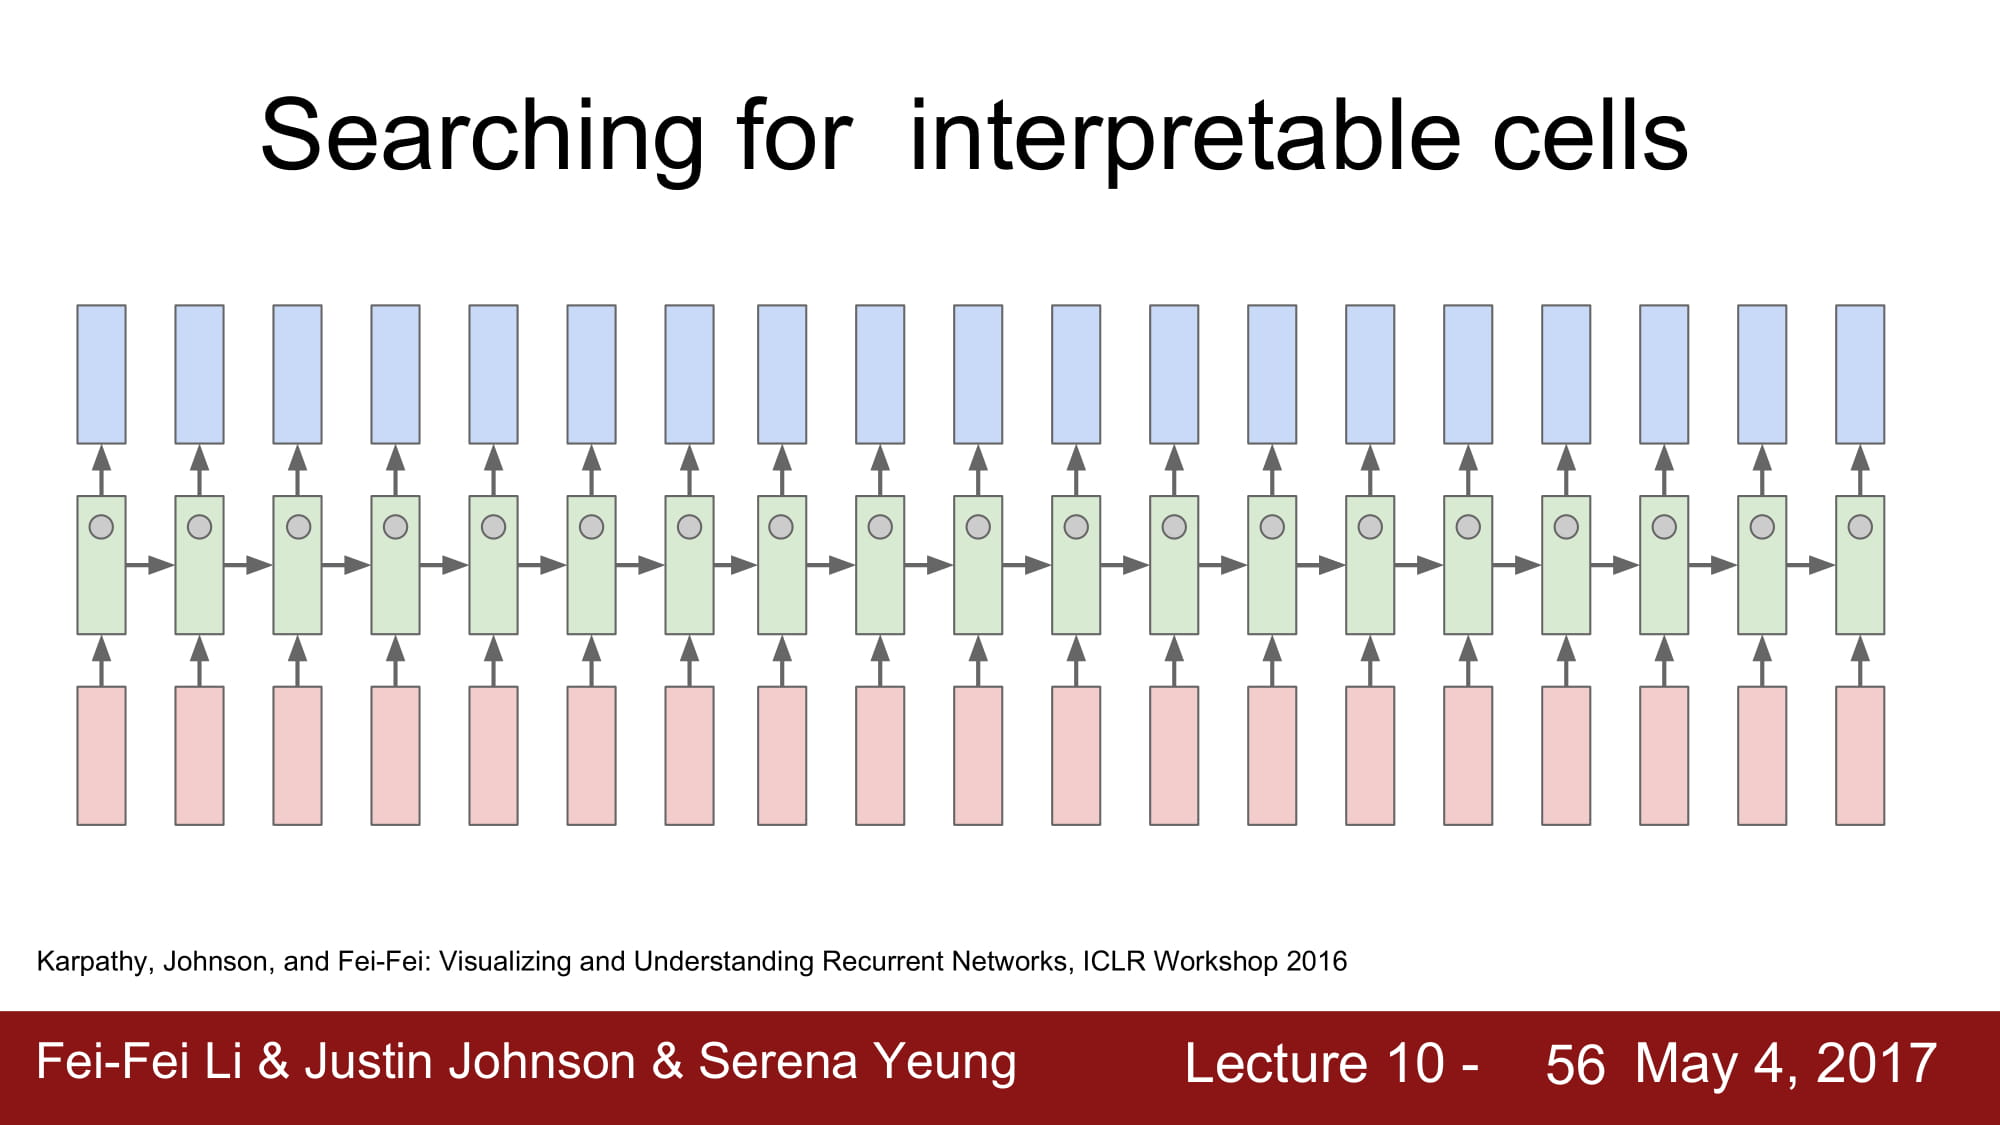 Searching for  interpretable cells
Karpathy, Johnson, and Fei-Fei: Visualizing and Understanding Recurrent Networks, ICLR Workshop 2016
Fei-Fei Li & Justin Johnson & Serena Yeung Lecture 10 - 56 May 4, 2017